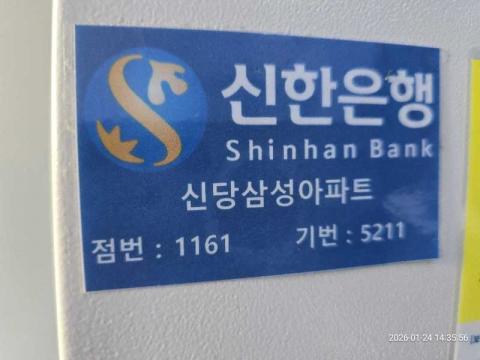 신한은행
Shinhan Bank
신당삼성아파트
점번 : 1161 기번 : 5211
2026-01-24 14:35:56